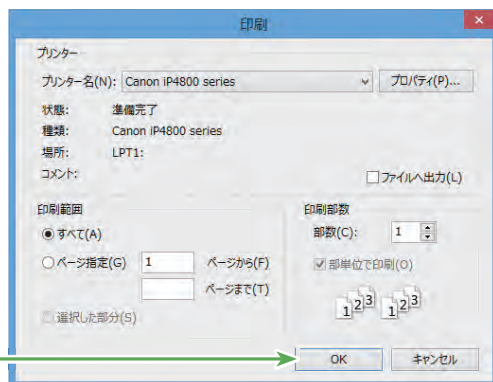 印刷
プリンター
プリンター名(N): Canon iP4800 series プロパティ(P)...
状態: 準備完了
種類: Canon iP4800 series
場所: LPT1:
コメント: ファイルへ出力(L)
印刷範囲
すべて(A)
ページ指定(G) 1 ページから(F)
ページまで(T)
選択した部分(S)
印刷部数
部数(C): 1
部単位で印刷(O)
1 2 3 1 2 3
OK キャンセル